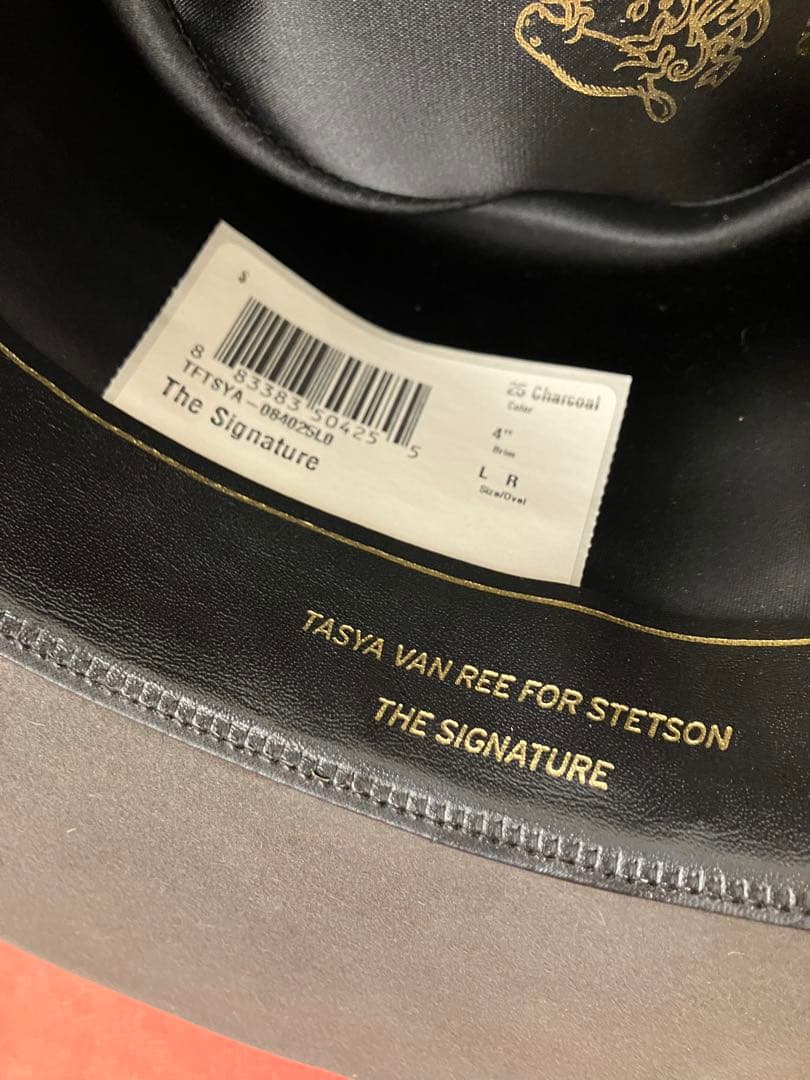 $
8 83383 50425 5
TFTSYA-084025L0
The Signature
25 Charcoal
Color
4"
Brim
L R
Size/Oval
TASYA VAN REE FOR STETSON
THE SIGNATURE